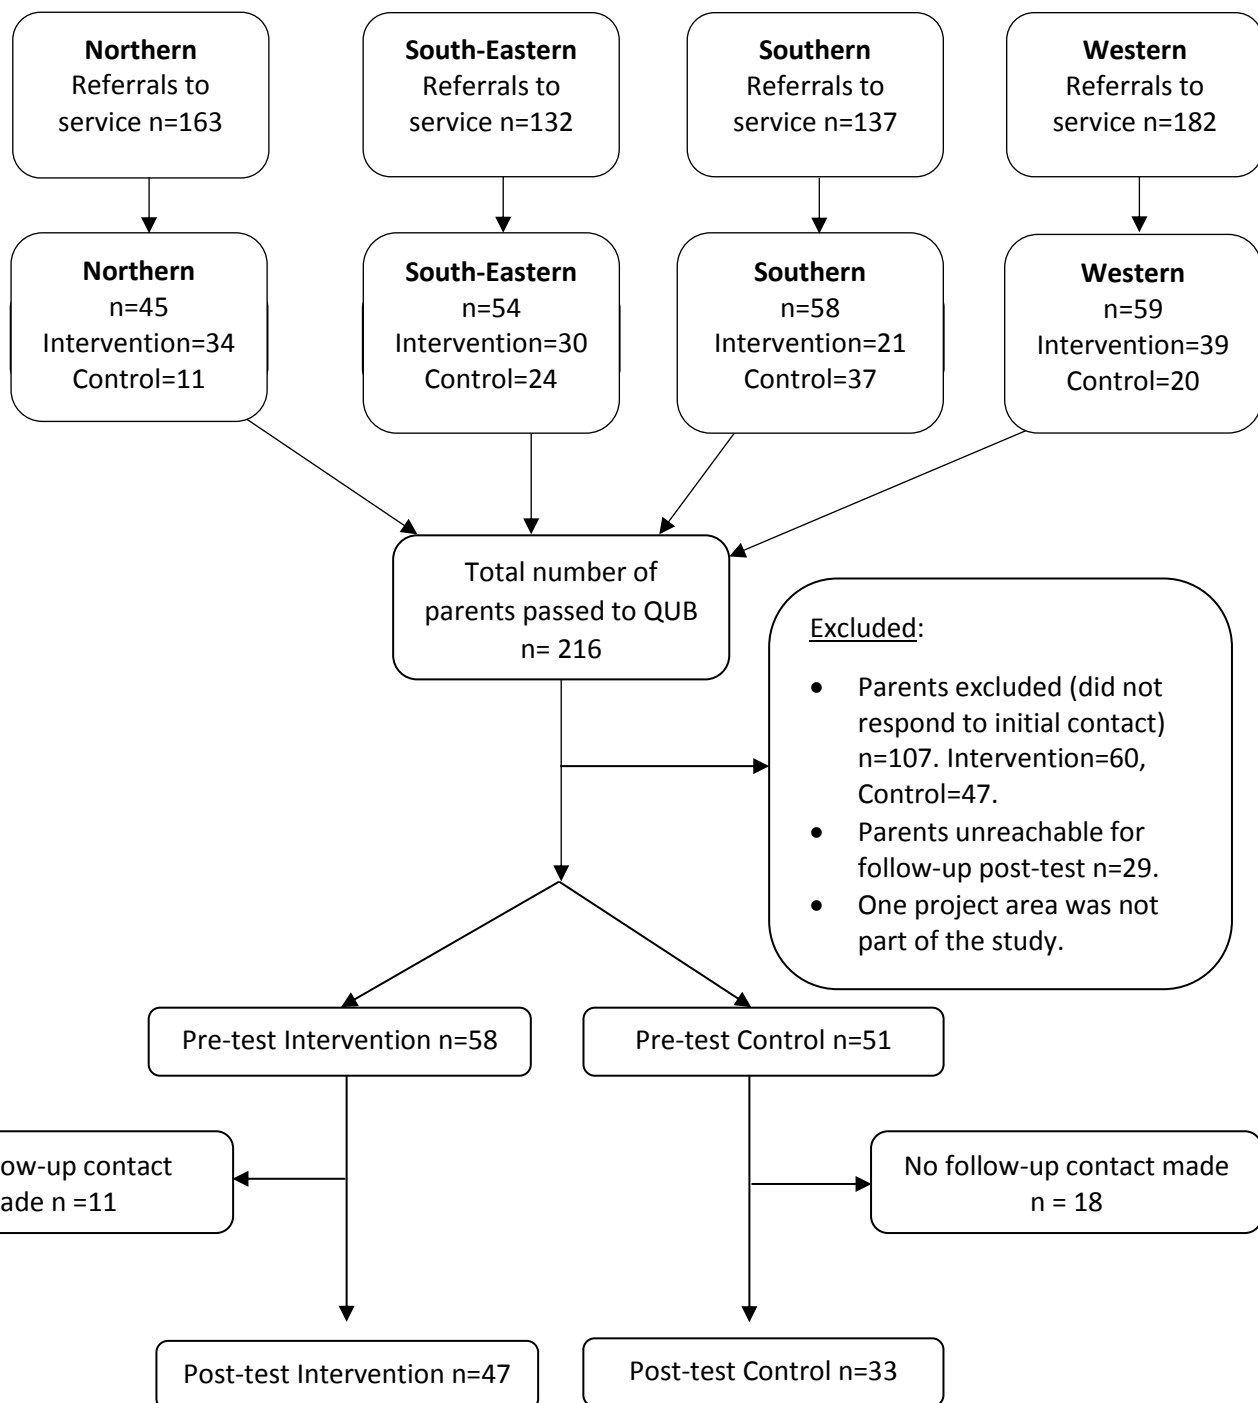 Northern
Referrals to
service n=163
South-Eastern
Referrals to
service n=132
Southern
Referrals to
service n=137
Western
Referrals to
service n=182
Northern
n=45
Intervention=34
Control=11
South-Eastern
n=54
Intervention=30
Control=24
Southern
n=58
Intervention=21
Control=37
Western
n=59
Intervention=39
Control=20
Total number of
parents passed to QUB
n= 216
Excluded:
• Parents excluded (did not
respond to initial contact)
n=107. Intervention=60,
Control=47.
• Parents unreachable for
follow-up post-test n=29.
• One project area was not
part of the study.
Pre-test Intervention n=58
Pre-test Control n=51
ow-up contact
ade n =11
No follow-up contact made
n = 18
Post-test Intervention n=47
Post-test Control n=33